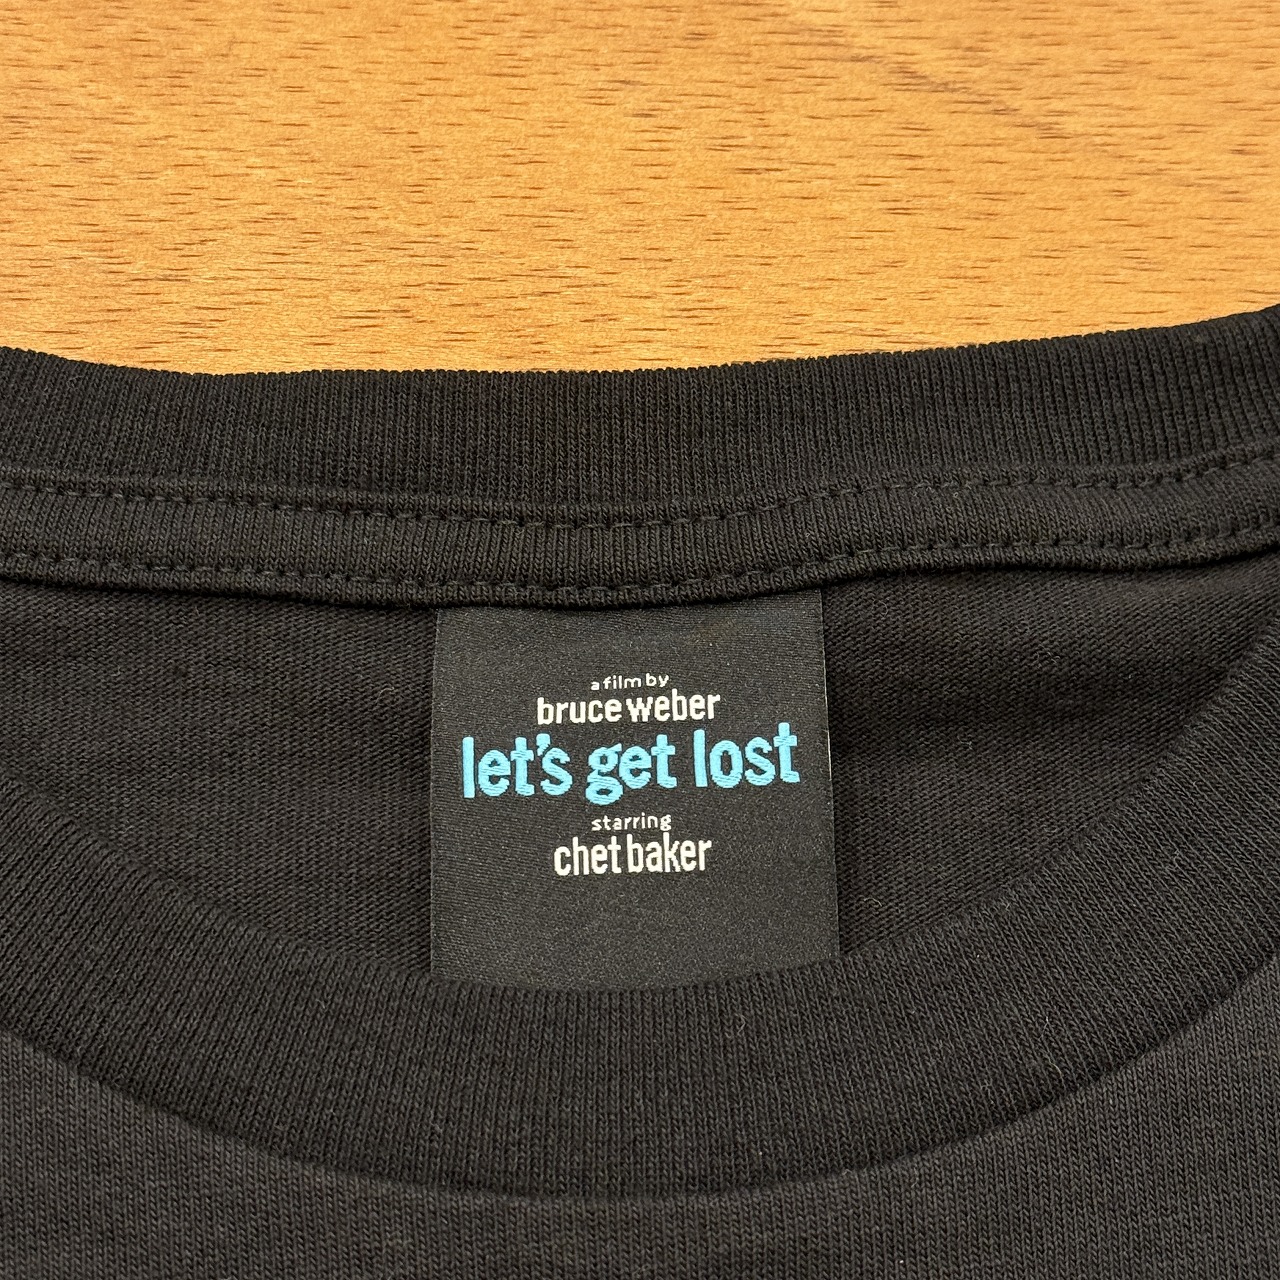 a film by
bruce weber
let's get lost
starring
chet baker